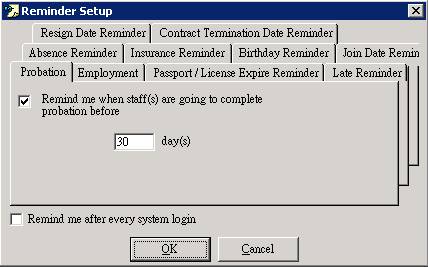 Reminder Setup
Resign Date Reminder Contract Termination Date Reminder
Absence Reminder Insurance Reminder Birthday Reminder Join Date Remin
Probation Employment Passport / License Expire Reminder Late Reminder
Remind me when staff(s) are going to complete
probation before
30 day(s)
Remind me after every system login
OK Cancel